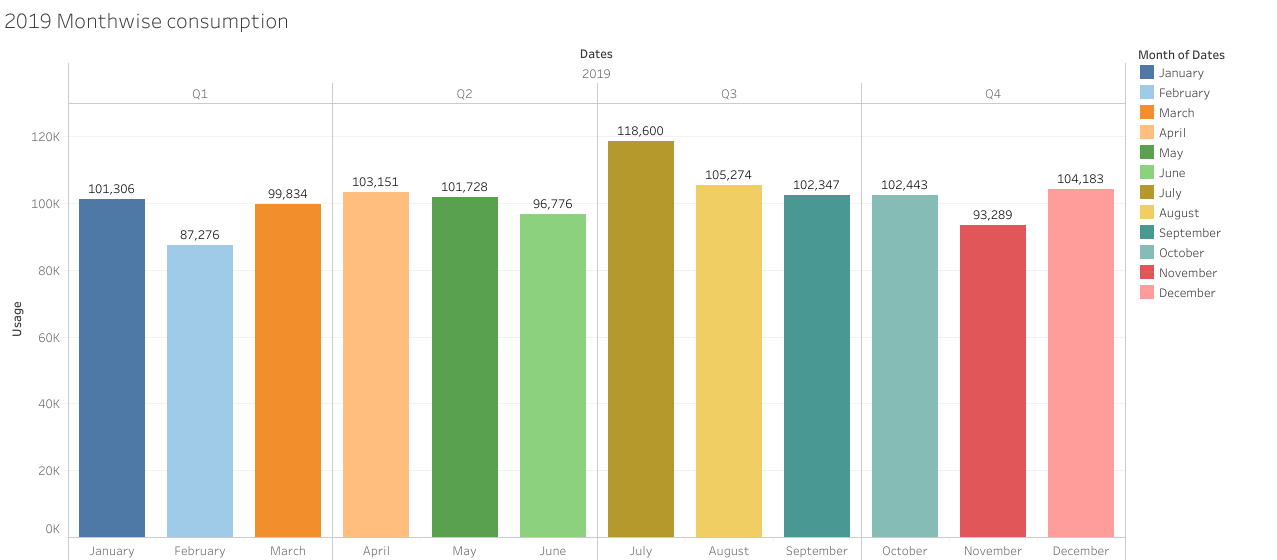 2019 Monthwise consumption
Dates
2019
Q1 Q2 Q3 Q4
120K
100K
80K
60K
40K
20K
0K
Usage
101,306
87,276
99,834
103,151
101,728
96,776
118,600
105,274
102,347
102,443
93,289
104,183
January February March April May June July August September October November December
Month of Dates
January
February
March
April
May
June
July
August
September
October
November
December